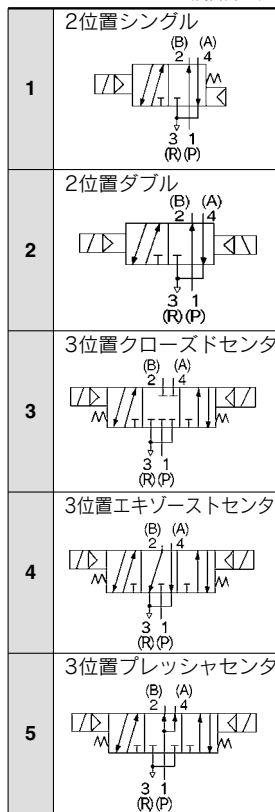 2位置シングル
(B) (A)
2 4
1
3 1
(R)(P)
2位置ダブル
(B) (A)
2 4
2
3 1
(R)(P)
3位置クローズドセンタ
(B) (A)
2 4
3
3 1
(R)(P)
3位置エキゾーストセンタ
(B) (A)
2 4
4
3 1
(R)(P)
3位置プレッシャセンタ
(B) (A)
2 4
5
3 1
(R)(P)